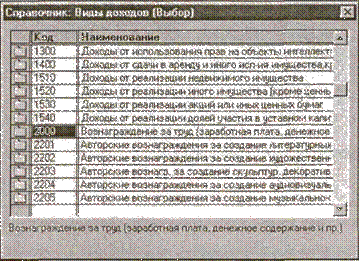 Справочник: Виды доходов (Выбор)
Код Наименование
1300 Доходы от использования прав на объекты интеллект
1400 Доходы от сдачи в аренду и иного исп-ия имущества,кр
1510 Доходы от реализации недвижимого имущества
1520 Доходы от реализации иного имущества (кроме ценны
1530 Доходы от реализации акций или иных ценных бумаг
1540 Доходы от реализации долей участия в уставном капит
2000 Вознаграждение за труд (заработная плата, денежное
2201 Авторские вознаграждения за создание литературных
2202 Авторские вознаграждения за создание художественн
2203 Авторские вознагр. за создание скульптур, декоратив
2204 Авторские вознаграждения за создание аудиовизуаль
2205 Авторские вознаграждения за создание музыкальног
Вознаграждение за труд (заработная плата, денежное содержание и пр.)